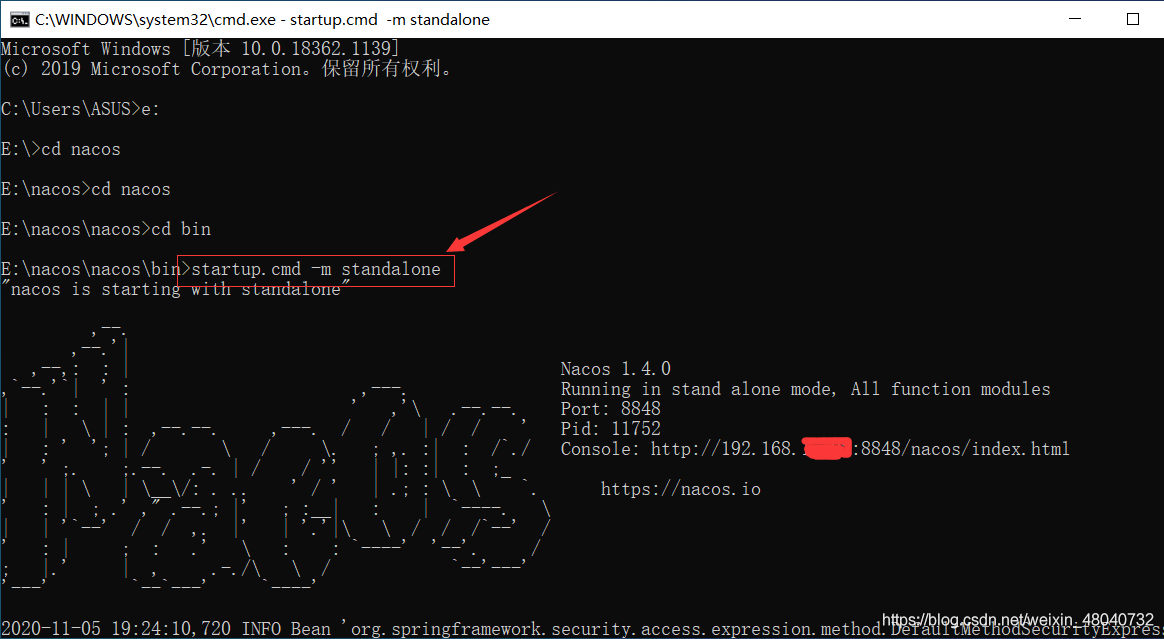 C:\WINDOWS\system32\cmd.exe - startup.cmd -m standalone
Microsoft Windows [版本 10.0.18362.1139]
(c) 2019 Microsoft Corporation。保留所有权利。
C:\Users\ASUS>e:
E:\>cd nacos
E:\nacos>cd nacos
E:\nacos\nacos>cd bin
E:\nacos\nacos\bin>startup.cmd -m standalone
"nacos is starting with standalone"
Nacos 1.4.0
Running in stand alone mode, All function modules
Port: 8848
Pid: 11752
Console: http://192.168.:8848/nacos/index.html
https://nacos.io
2020-11-05 19:24:10,720 INFO Bean 'org.springframework.security.access.expression.method.DefaultMethodSecurityExpres
https://blog.csdn.net/weixin_48040732